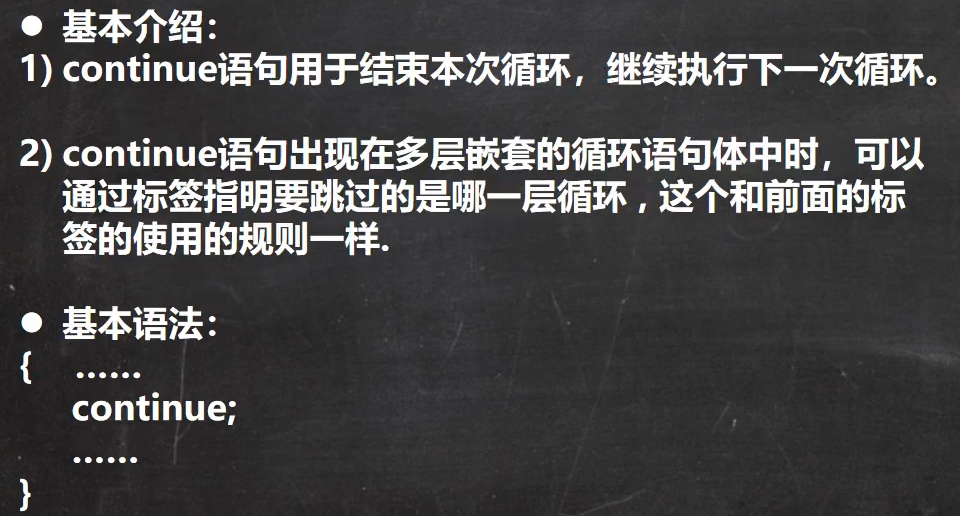 ● 基本介绍：
1) continue语句用于结束本次循环，继续执行下一次循环。
2) continue语句出现在多层嵌套的循环语句体中时，可以
通过标签指明要跳过的是哪一层循环 , 这个和前面的标
签的使用的规则一样.
● 基本语法：
{ ……
continue;
……
}